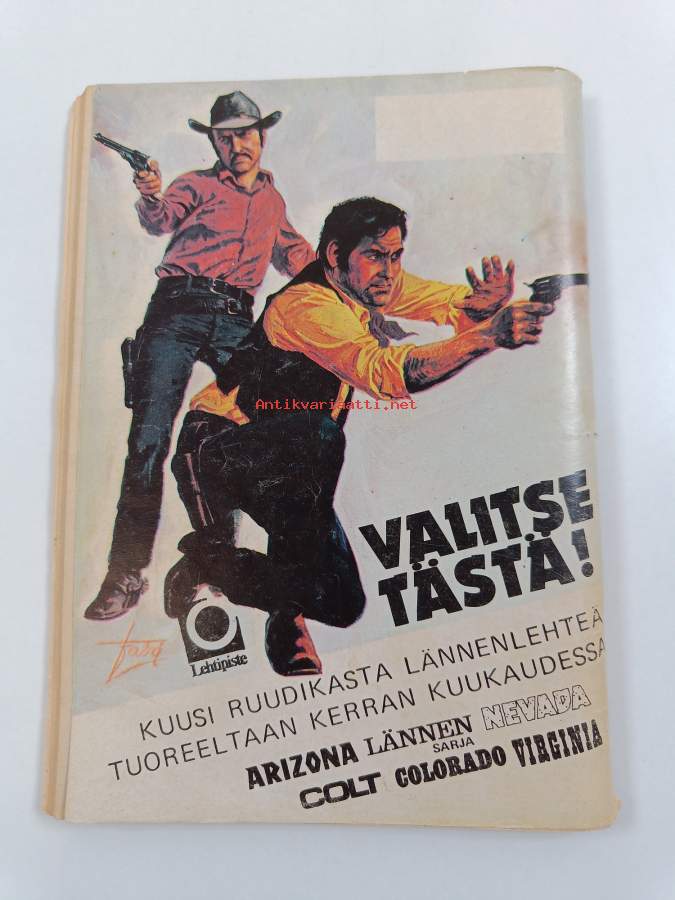 Antikvariaatti.net
VALITSE
TÄSTÄ!
Lehtipiste
KUUSI RUUDIKASTA LÄNNENLEHTEÄ
TUOREELTAAN KERRAN KUUKAUDESSA
ARIZONA LÄNNEN SARJA NEVADA
COLT COLORADO VIRGINIA